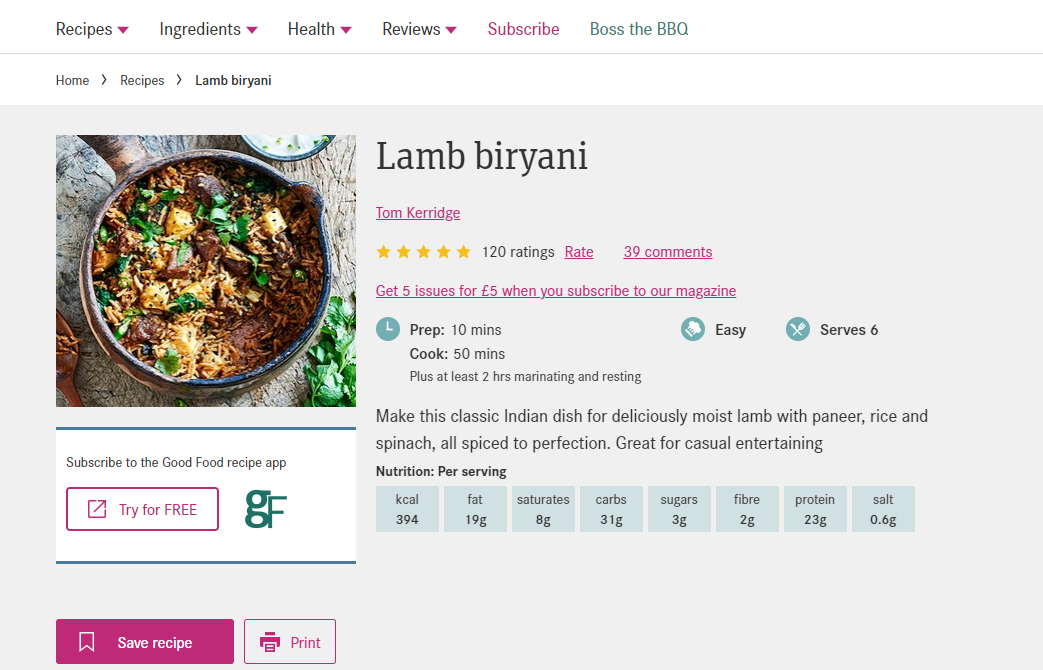 Recipes Ingredients Health Reviews Subscribe Boss the BBQ
Home Recipes Lamb biryani
Lamb biryani
Tom Kerridge
120 ratings Rate 39 comments
Get 5 issues for £5 when you subscribe to our magazine
Prep: 10 mins Easy Serves 6
Cook: 50 mins
Plus at least 2 hrs marinating and resting
Make this classic Indian dish for deliciously moist lamb with paneer, rice and
spinach, all spiced to perfection. Great for casual entertaining
Nutrition: Per serving
kcal fat saturates carbs sugars fibre protein salt
394 19g 8g 31g 3g 2g 23g 0.6g
Subscribe to the Good Food recipe app
Try for FREE gF
Save recipe Print